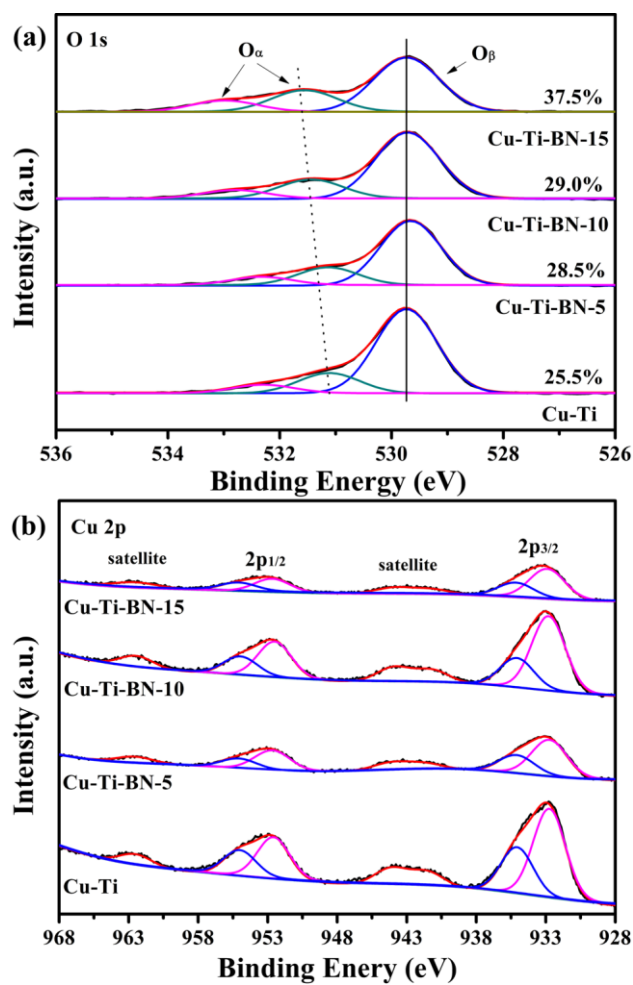 (a)
O 1s
Oα
Oβ
37.5%
Cu-Ti-BN-15
29.0%
Cu-Ti-BN-10
28.5%
Cu-Ti-BN-5
25.5%
Cu-Ti
Intensity (a.u.)
536 534 532 530 528 526
Binding Energy (eV)
(b)
Cu 2p
satellite 2p1/2 satellite 2p3/2
Cu-Ti-BN-15
Cu-Ti-BN-10
Cu-Ti-BN-5
Cu-Ti
Intensity (a.u.)
968 963 958 953 948 943 938 933 928
Binding Enery (eV)